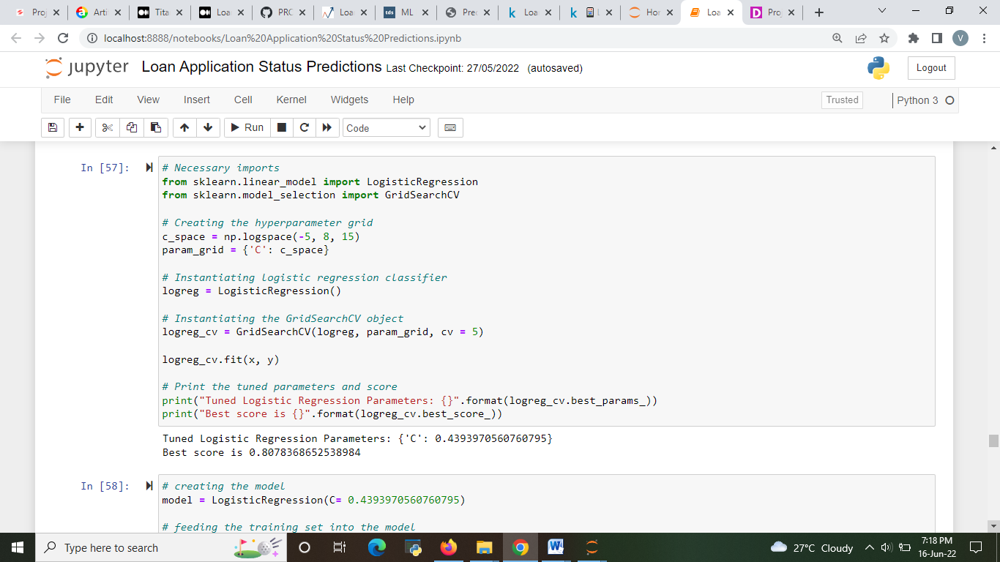 Proj
Arti
Tita
Loa
PRC
Loa
tds ML
Prec
k Loa
k L
Hor
Loa
D Pro
localhost:8888/notebooks/Loan%20Application%20Status%20Predictions.ipynb
V
jupyter Loan Application Status Predictions Last Checkpoint: 27/05/2022 (autosaved)
Logout
File Edit View Insert Cell Kernel Widgets Help
Trusted
Python 3
Run
Code
In [57]:
# Necessary imports
from sklearn.linear_model import LogisticRegression
from sklearn.model_selection import GridSearchCV
# Creating the hyperparameter grid
c_space = np.logspace(-5, 8, 15)
param_grid = {'C': c_space}
# Instantiating logistic regression classifier
logreg = LogisticRegression()
# Instantiating the GridSearchCV object
logreg_cv = GridSearchCV(logreg, param_grid, cv = 5)
logreg_cv.fit(x, y)
# Print the tuned parameters and score
print("Tuned Logistic Regression Parameters: {}".format(logreg_cv.best_params_))
print("Best score is {}".format(logreg_cv.best_score_))
Tuned Logistic Regression Parameters: {'C': 0.4393970560760795}
Best score is 0.8078368652538984
In [58]:
# creating the model
model = LogisticRegression(C= 0.4393970560760795)
# feeding the training set into the model
Type here to search
27°C Cloudy
7:18 PM
16-Jun-22